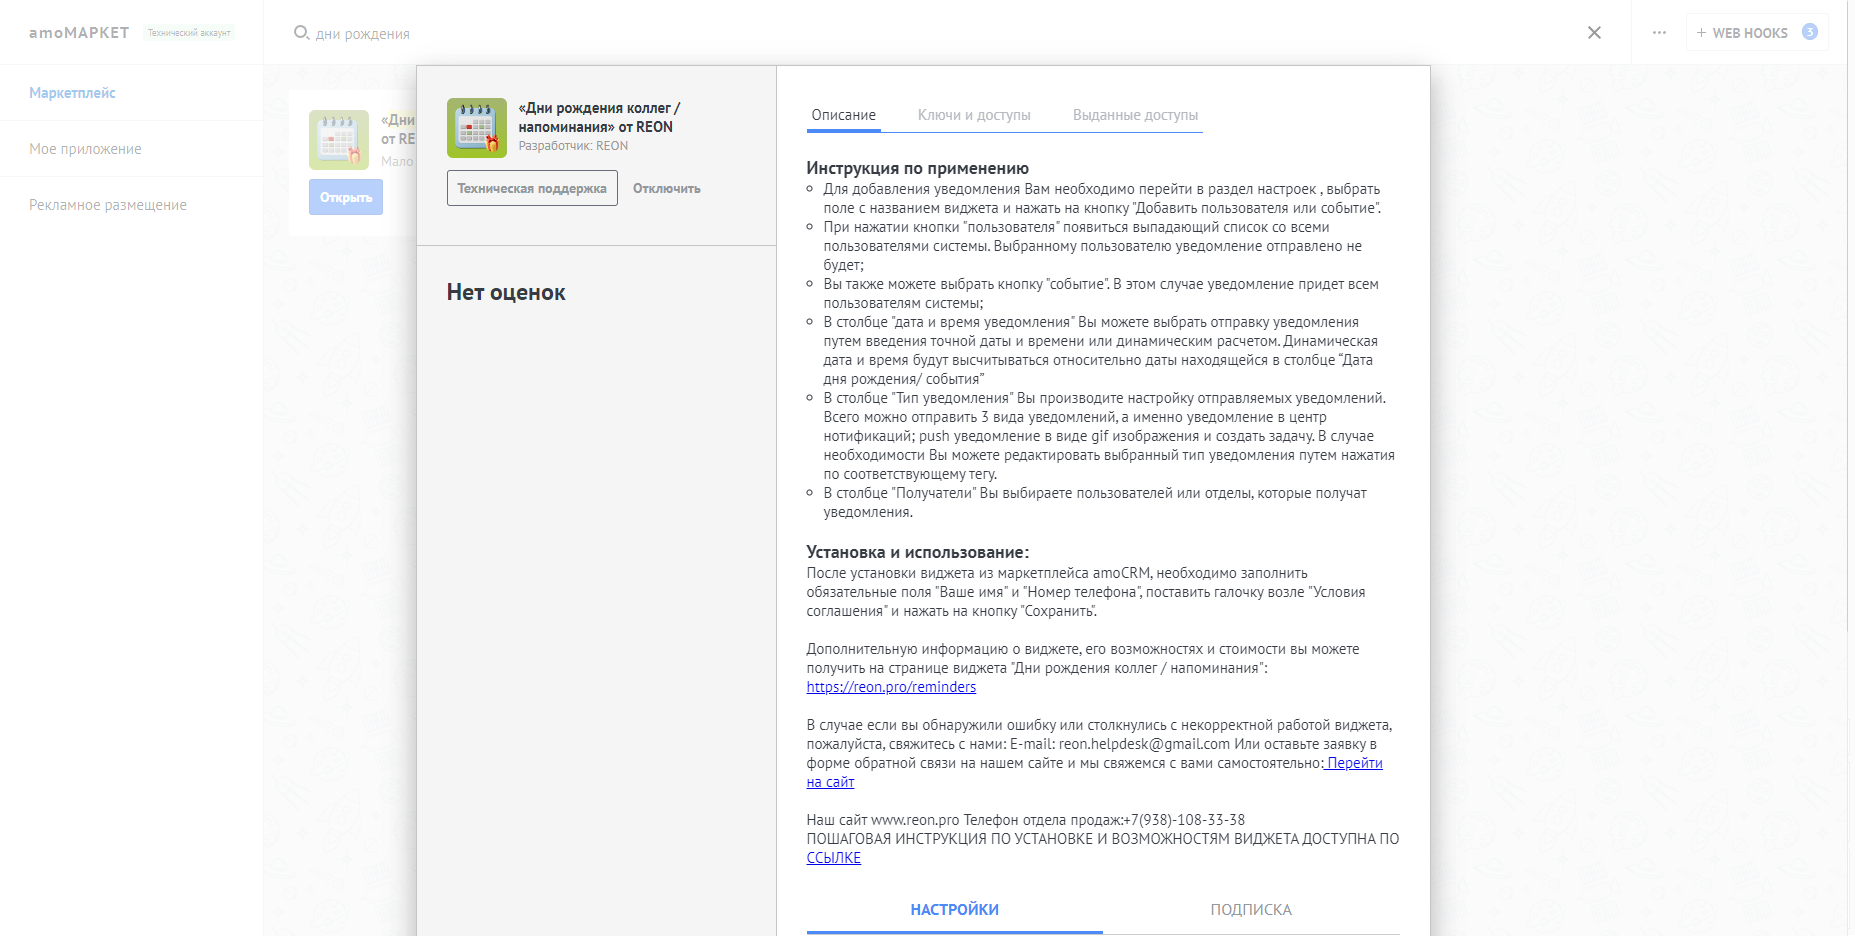 amoМАРКЕТ
Технический аккаунт
дни рождения
+ WEB HOOKS 3
Маркетплейс
Мое приложение
Рекламное размещение
«Дни
от RE
Мало
Открыть
«Дни рождения коллег /
напоминания» от REON
Разработчик: REON
Техническая поддержка
Отключить
Нет оценок
Описание
Ключи и доступы
Выданные доступы
Инструкция по применению
Для добавления уведомления Вам необходимо перейти в раздел настроек , выбрать
поле с названием виджета и нажать на кнопку "Добавить пользователя или событие".
При нажатии кнопки "пользователя" появиться выпадающий список со всеми
пользователями системы. Выбранному пользователю уведомление отправлено не
будет;
Вы также можете выбрать кнопку "событие". В этом случае уведомление придет всем
пользователям системы;
В столбце "дата и время уведомления" Вы можете выбрать отправку уведомления
путем введения точной даты и времени или динамическим расчетом. Динамическая
дата и время будут высчитываться относительно даты находящейся в столбце “Дата
дня рождения/ события”
В столбце "Тип уведомления" Вы производите настройку отправляемых уведомлений.
Всего можно отправить 3 вида уведомлений, а именно уведомление в центр
нотификаций; push уведомление в виде gif изображения и создать задачу. В случае
необходимости Вы можете редактировать выбранный тип уведомления путем нажатия
по соответствующему тегу.
В столбце "Получатели" Вы выбираете пользователей или отделы, которые получат
уведомления.
Установка и использование:
После установки виджета из маркетплейса amoCRM, необходимо заполнить
обязательные поля "Ваше имя" и "Номер телефона", поставить галочку возле "Условия
соглашения" и нажать на кнопку "Сохранить".
Дополнительную информацию о виджете, его возможностях и стоимости вы можете
получить на странице виджета "Дни рождения коллег / напоминания":
https://reon.pro/reminders
В случае если вы обнаружили ошибку или столкнулись с некорректной работой виджета,
пожалуйста, свяжитесь с нами: E-mail: reon.helpdesk@gmail.com Или оставьте заявку в
форме обратной связи на нашем сайте и мы свяжемся с вами самостоятельно: Перейти
на сайт
Наш сайт www.reon.pro Телефон отдела продаж:+7(938)-108-33-38
ПОШАГОВАЯ ИНСТРУКЦИЯ ПО УСТАНОВКЕ И ВОЗМОЖНОСТЯМ ВИДЖЕТА ДОСТУПНА ПО
ССЫЛКЕ
НАСТРОЙКИ
ПОДПИСКА